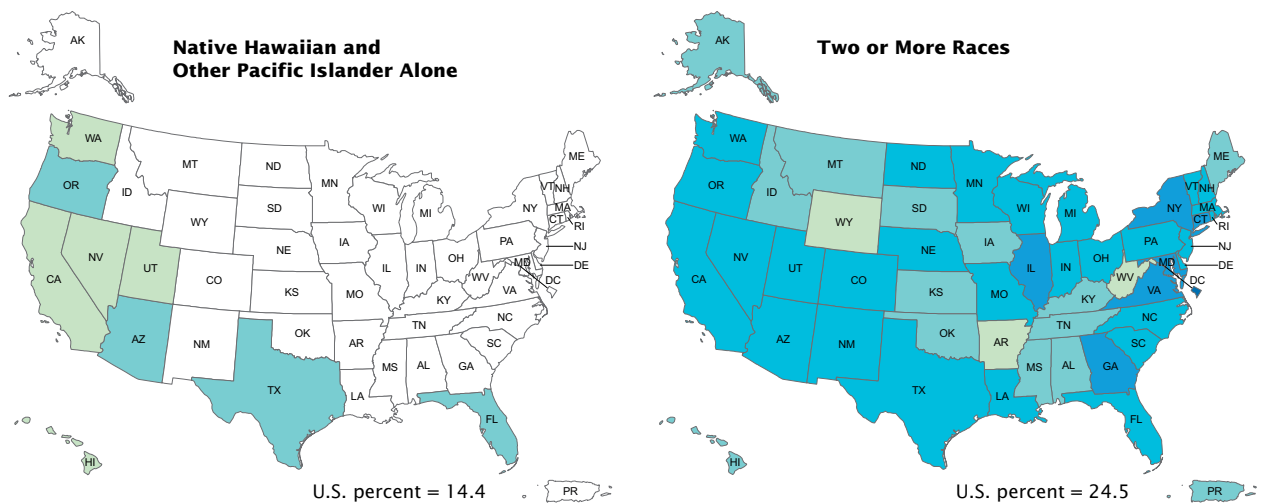 AK
Native Hawaiian and
Other Pacific Islander Alone
WA
OR
ID
MT
ND
MN
SD
WY
WI
MI
NY
VT
NH
ME
MA
CT
RI
CA
NV
UT
CO
NE
IA
IL
IN
OH
PA
NJ
MD
DE
DC
WV
VA
KS
MO
KY
NC
AZ
NM
OK
AR
TN
SC
TX
LA
MS
AL
GA
FL
HI
U.S. percent = 14.4
PR
AK
Two or More Races
WA
OR
ID
MT
ND
MN
SD
WY
WI
MI
NY
VT
NH
ME
MA
CT
RI
CA
NV
UT
CO
NE
IA
IL
IN
OH
PA
NJ
MD
DE
DC
WV
VA
KS
MO
KY
NC
AZ
NM
OK
AR
TN
SC
TX
LA
MS
AL
GA
FL
HI
U.S. percent = 24.5
PR